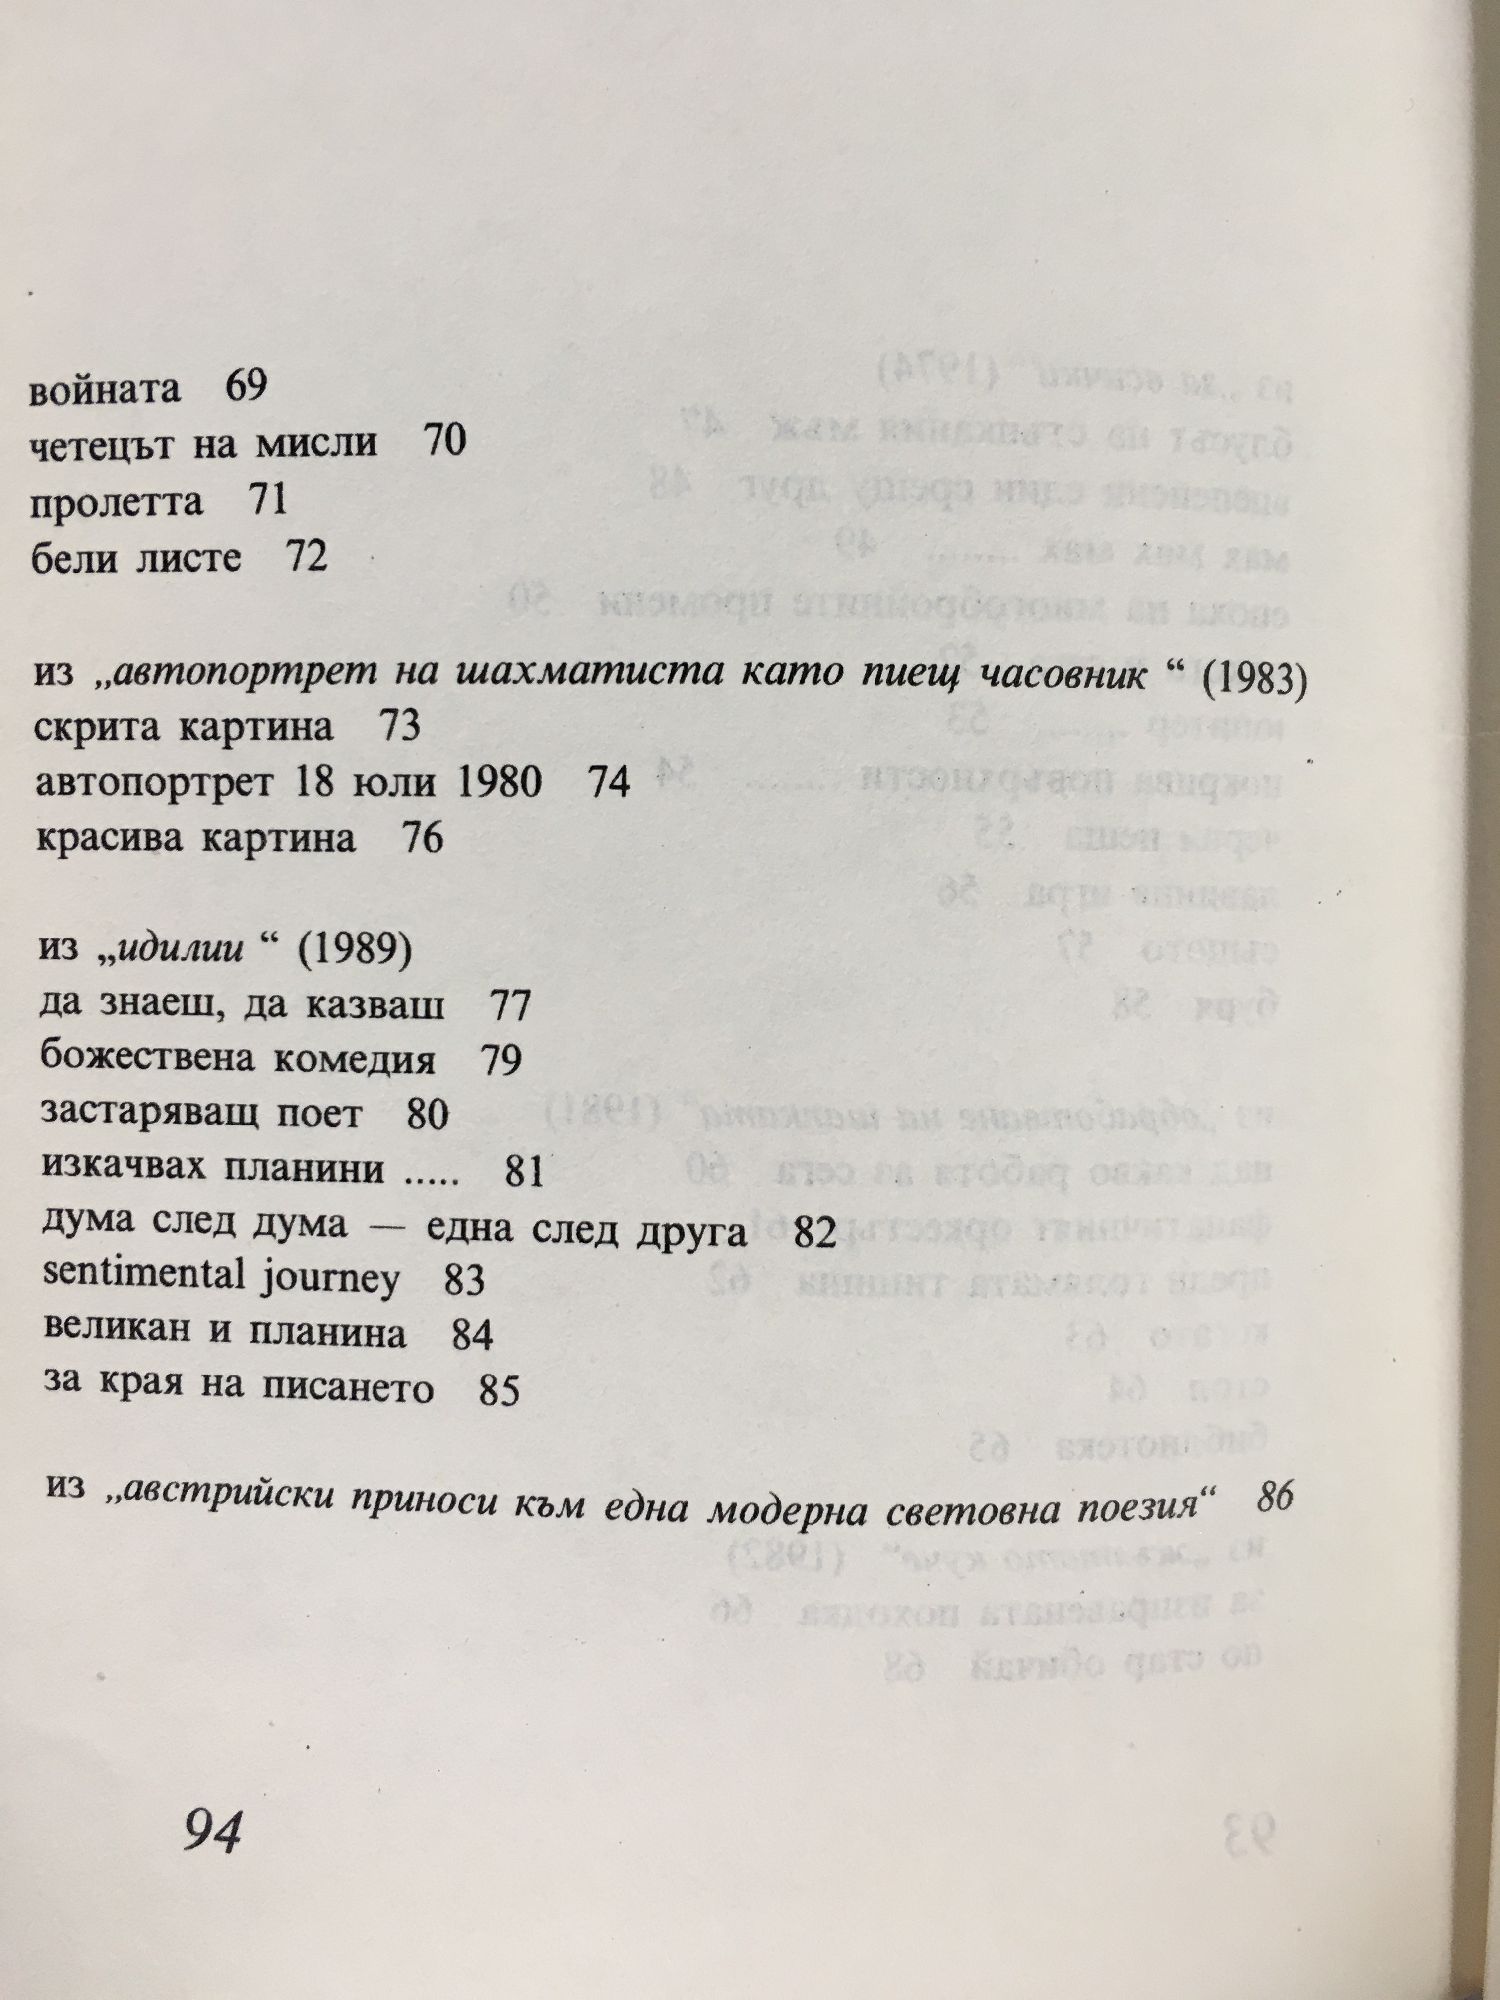 войната 69
четецът на мисли 70
пролетта 71
бели листе 72
из „автопортрет на шахматиста като пиещ часовник “ (1983)
скрита картина 73
автопортрет 18 юли 1980 74
красива картина 76
из „идилии “ (1989)
да знаеш, да казваш 77
божествена комедия 79
застаряващ поет 80
изкачвах планини ..... 81
дума след дума — една след друга 82
sentimental journey 83
великан и планина 84
за края на писането 85
из „австрийски приноси към една модерна световна поезия“ 86
94